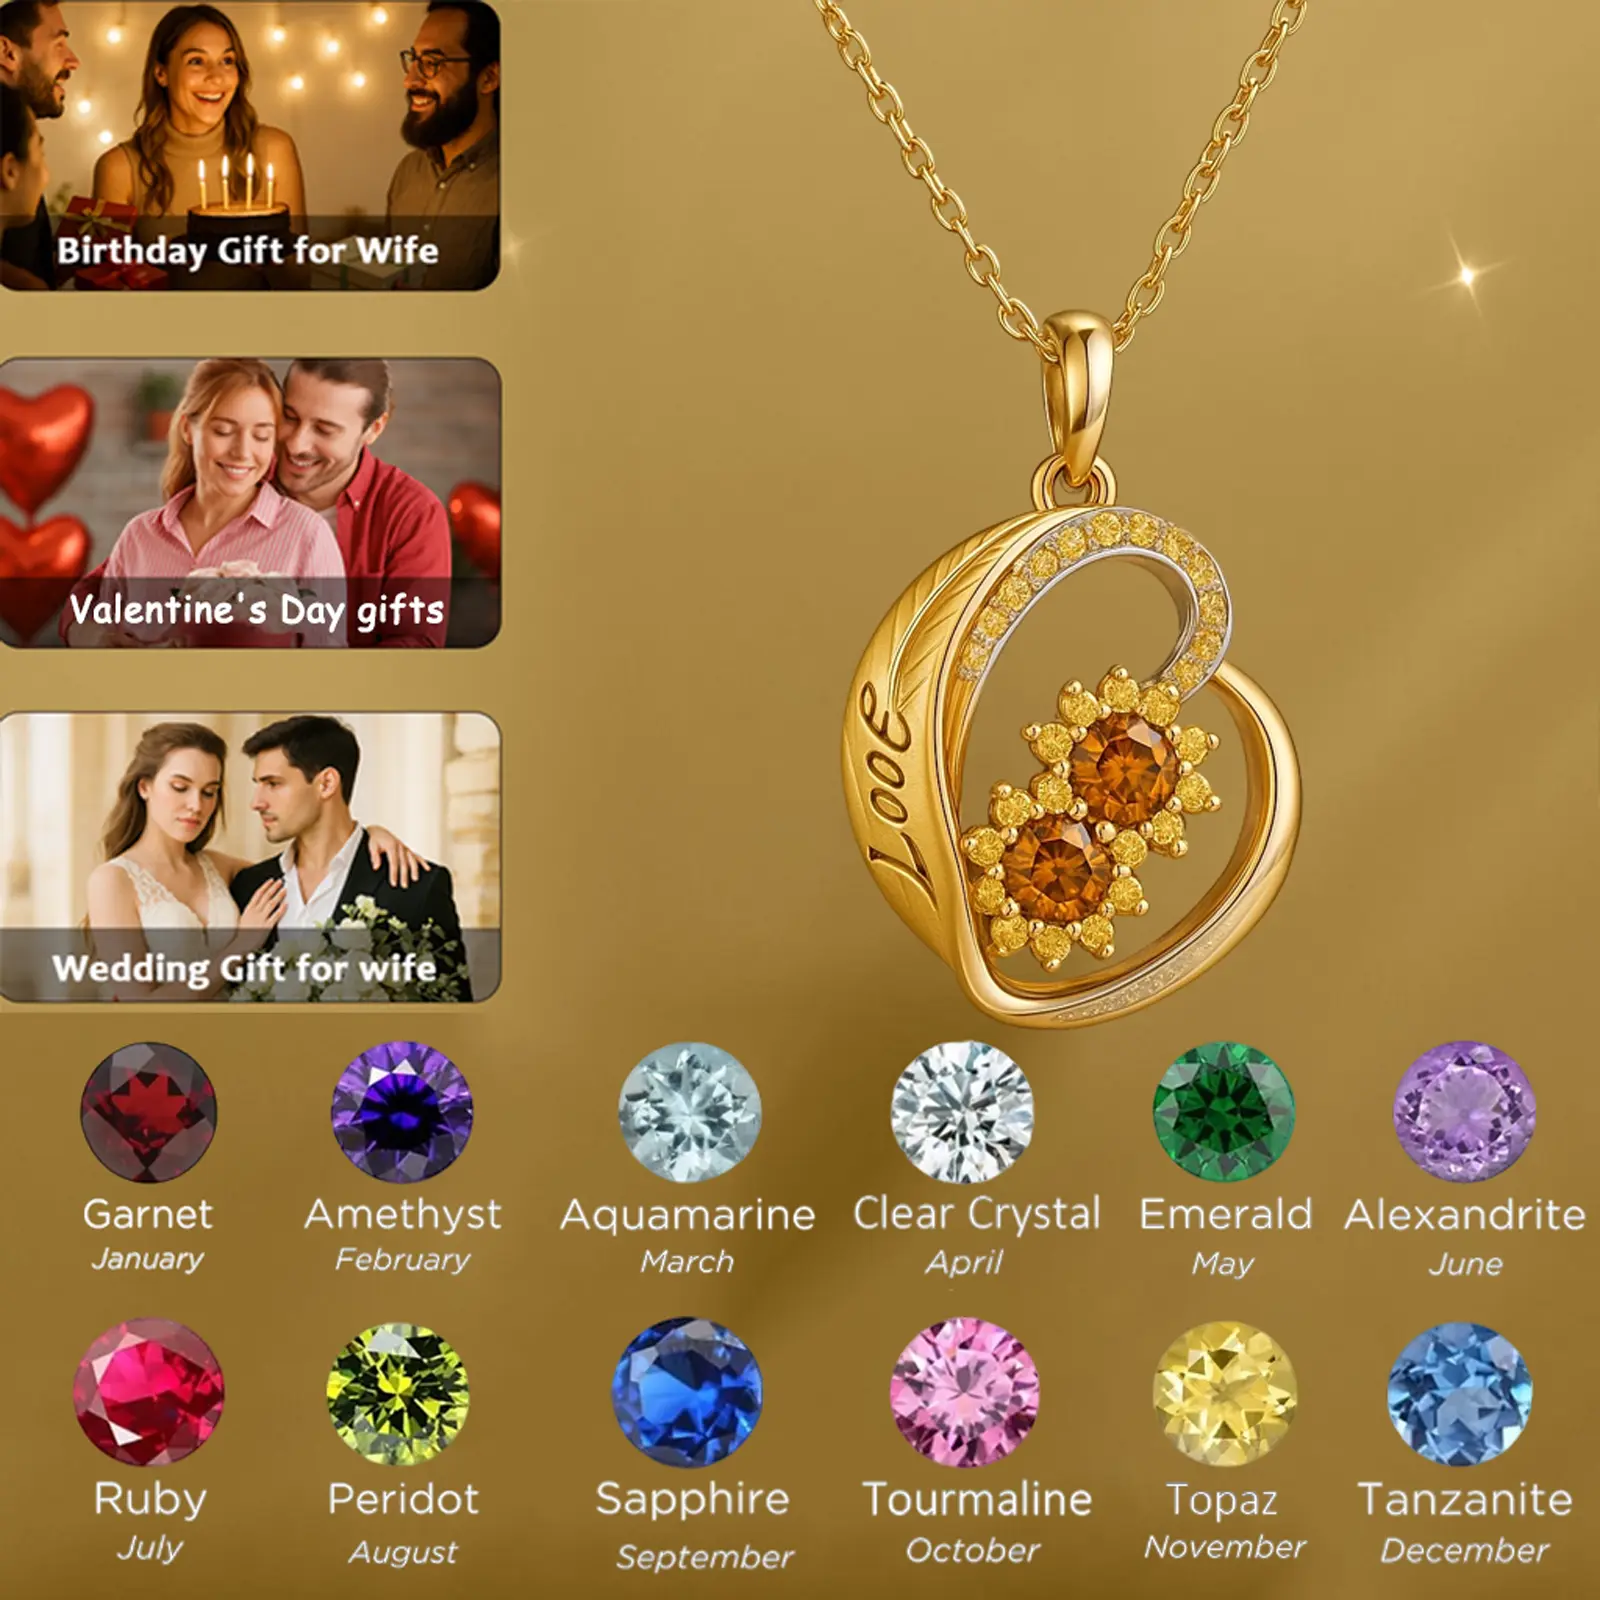 Birthday Gift for Wife
Valentine's Day gifts
Wedding Gift for wife
Looe
Garnet Amethyst Aquamarine Clear Crystal Emerald Alexandrite
January February March April May June
Ruby Peridot Sapphire Tourmaline Topaz Tanzanite
July August September October November December